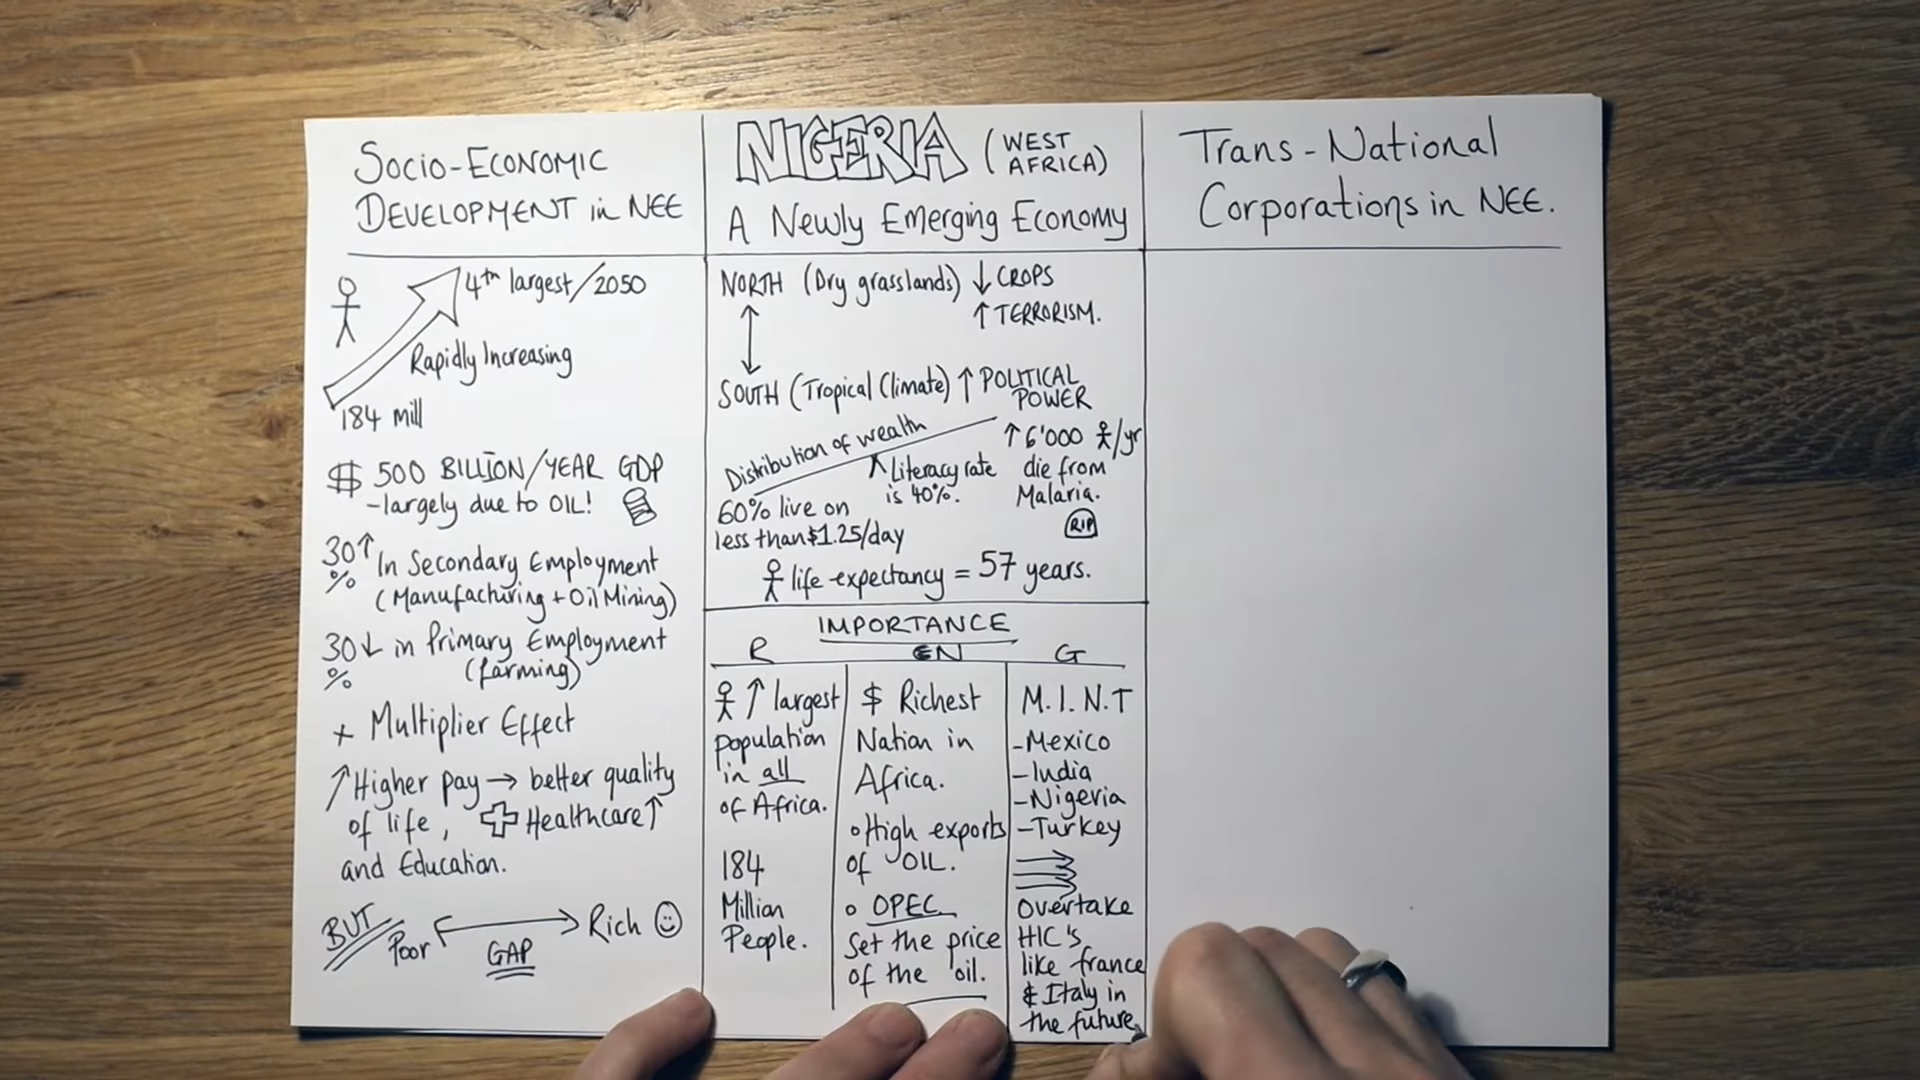 Socio-Economic
Development in NEE
4th largest/2050
Rapidly Increasing
184 mill
$ 500 BILLION/YEAR GDP
-largely due to OIL!
30%↑ In Secondary Employment
(Manufacturing + Oil Mining)
30%↓ in Primary Employment
(farming)
+ Multiplier Effect
↑Higher pay → better quality
of life, Healthcare↑
and Education.
BUT
Poor
GAP
Rich
NIGERIA (WEST
AFRICA)
A Newly Emerging Economy
NORTH (Dry grasslands) ↓ CROPS
↑ TERRORISM.
SOUTH (Tropical Climate) ↑ POLITICAL
POWER
Distribution of wealth
60% live on
less than $1.25/day
Literacy rate
is 40%.
↑ 6'000 /yr
die from
Malaria.
RIP
life expectancy = 57 years.
IMPORTANCE
R
↑ largest
population
in all
of Africa.
184
Million
People.
EN
$ Richest
Nation in
Africa.
• High exports
of OIL.
• OPEC
Set the price
of the oil.
G
M.I.N.T
-Mexico
-India
-Nigeria
-Turkey
Overtake
HIC's
like france
& Italy in
the future.
Trans-National
Corporations in NEE.